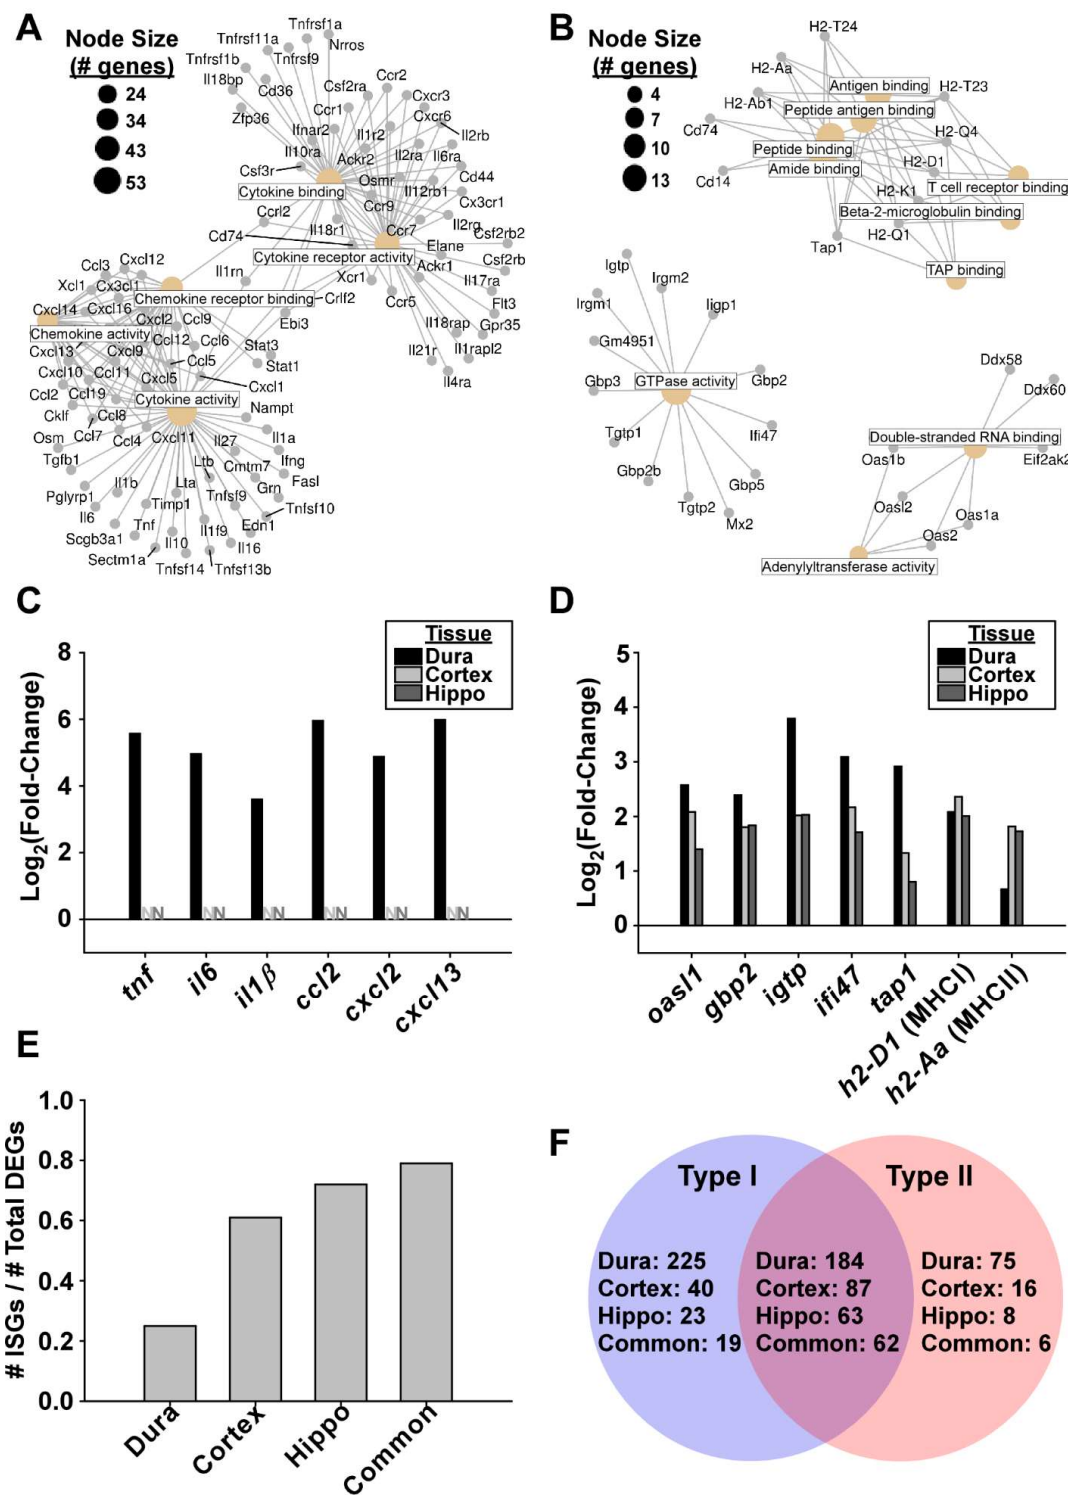 A
Node Size
(# genes)
24
34
43
53
Tnfrsf1a
Tnfrsf11a
Nrros
Tnfrsf9
Tnfrsf1b
Il18bp
Cd36
Csf2ra
Ccr2
Cxcr3
Zfp36
Ccr1
Cxcr6
Ifnar2
Il1r2
Il2rb
Il10ra
Ackr2
Il2ra
Il6ra
Csf3r
Osmr
Cd44
Cytokine binding
Il12rb1
Cx3cr1
Ccr9
Ccrl2
Il18r1
Ccr7
Il2rg
Cd74
Elane
Csf2rb2
Cytokine receptor activity
Csf2rb
Ccl3
Cxcl12
Il1rn
Xcr1
Ackr1
Il17ra
Xcl1
Cx3cl1
Chemokine receptor binding
Crlf2
Ccr5
Flt3
Cxcl14
Cxcl16
Cxcl2
Ccl9
Ebi3
Il18rap
Gpr35
Chemokine activity
Ccl12
Ccl6
Stat3
Il21r
Il1rapl2
Cxcl13
Cxcl9
Ccl5
Stat1
Il4ra
Cxcl10
Ccl11
Cxcl5
Cxcl1
Ccl2
Ccl19
Cytokine activity
Nampt
Cklf
Ccl8
Osm
Ccl7
Ccl4
Cxcl11
Il27
Il1a
Tgfb1
Ltb
Cmtm7
Ifng
Pglyrp1
Il1b
Lta
Tnfsf9
Grn
Fasl
Il6
Timp1
Tnfsf10
Scgb3a1
Tnf
Il1f9
Edn1
Sectm1a
Il10
Il16
Tnfsf14
Tnfsf13b
B
Node Size
(# genes)
4
7
10
13
H2-T24
H2-Aa
Antigen binding
H2-T23
H2-Ab1
Peptide antigen binding
Cd74
H2-Q4
Peptide binding
Cd14
Amide binding
H2-D1
H2-K1
T cell receptor binding
Beta-2-microglobulin binding
Tap1
H2-Q1
TAP binding
Igtp
Irgm2
Irgm1
Iigp1
Gm4951
Gbp3
GTPase activity
Gbp2
Tgtp1
Ifi47
Gbp2b
Gbp5
Tgtp2
Mx2
Ddx58
Ddx60
Double-stranded RNA binding
Oas1b
Eif2ak2
Oasl2
Oas1a
Oas2
Adenylyltransferase activity
C
Tissue
Dura
Cortex
Hippo
Log2(Fold-Change)
8
6
4
2
0
NN NN NN NN NN NN
tnf
il6
il1β
ccl2
cxcl2
cxcl13
D
Tissue
Dura
Cortex
Hippo
Log2(Fold-Change)
5
4
3
2
1
0
oasl1
gbp2
igtp
ifi47
tap1
h2-D1 (MHCI)
h2-Aa (MHCII)
E
# ISGs / # Total DEGs
1.0
0.8
0.6
0.4
0.2
0.0
Dura
Cortex
Hippo
Common
F
Type I
Type II
Dura: 225
Cortex: 40
Hippo: 23
Common: 19
Dura: 184
Cortex: 87
Hippo: 63
Common: 62
Dura: 75
Cortex: 16
Hippo: 8
Common: 6